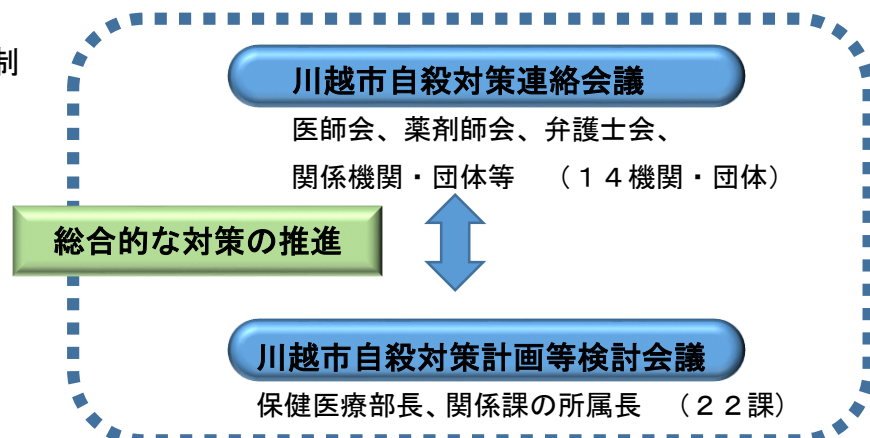 制
川越市自殺対策連絡会議
医師会、薬剤師会、弁護士会、
関係機関・団体等　（１４機関・団体）
総合的な対策の推進
川越市自殺対策計画等検討会議
保健医療部長、関係課の所属長　（２２課）